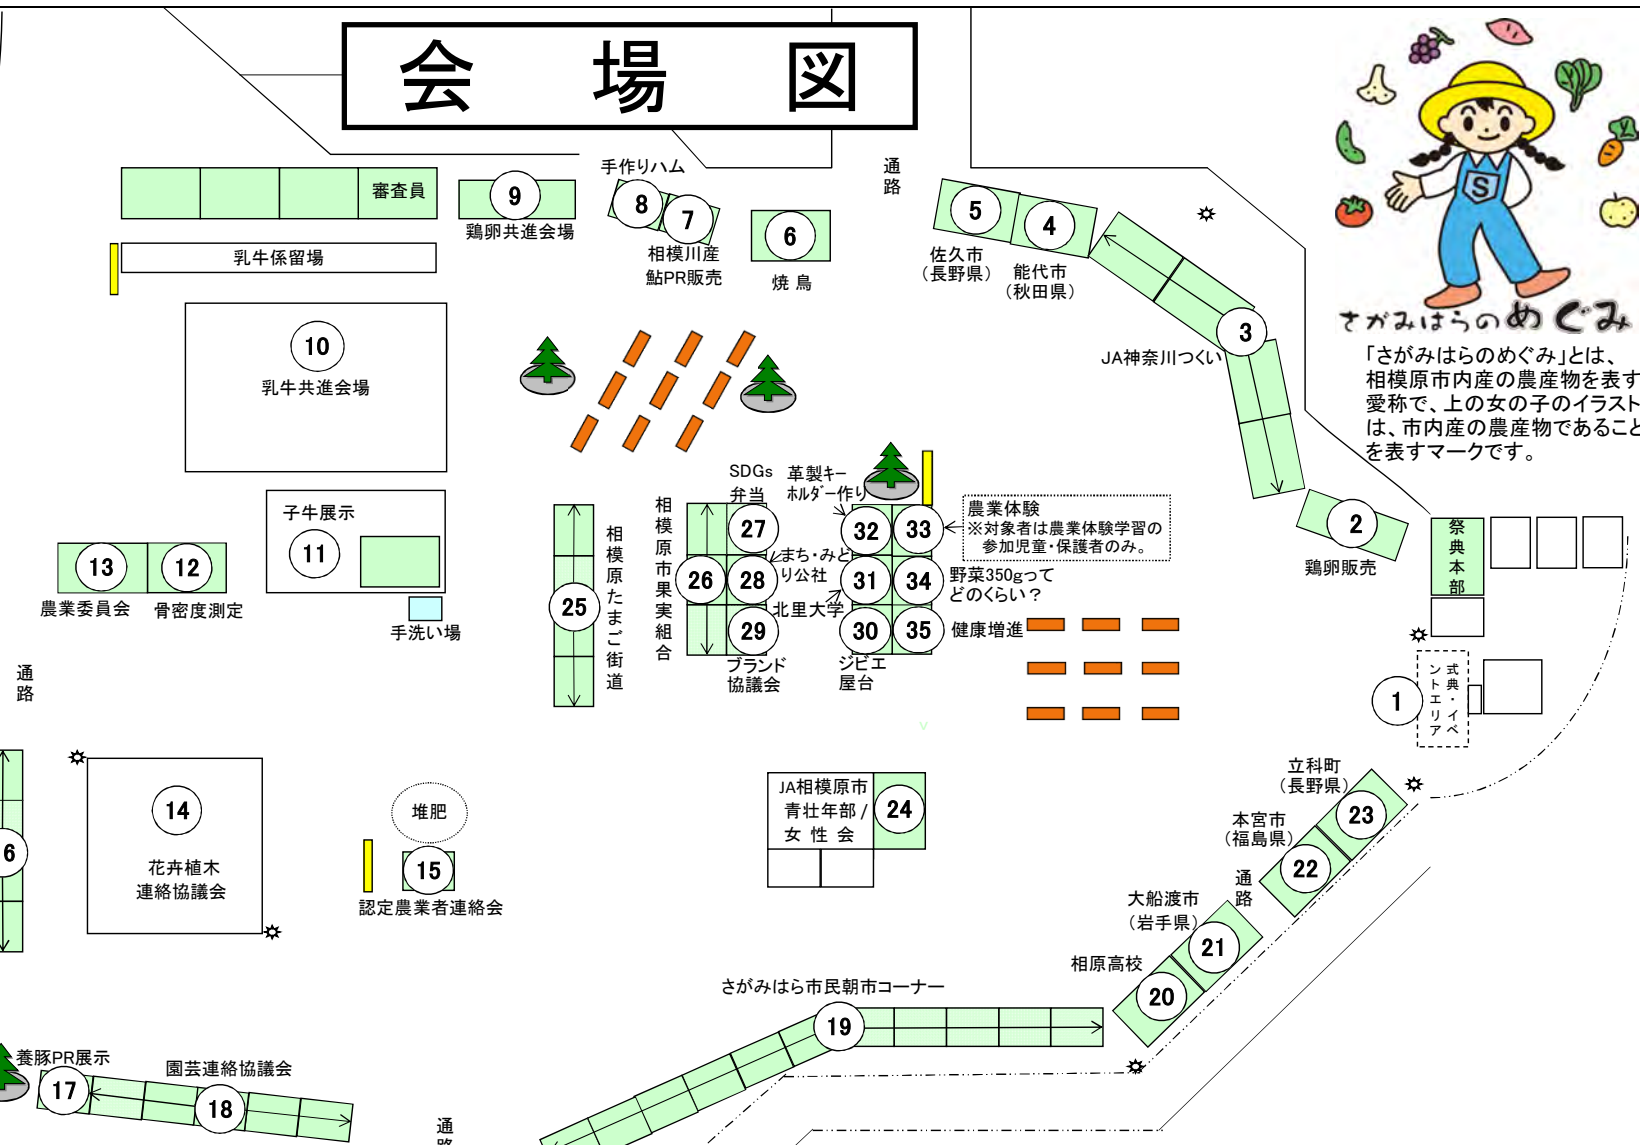 会場図
審査員
9
鶏卵共進会場
手作りハム
8
7
相模川産
鮎PR販売
6
焼鳥
通路
5
佐久市
（長野県）
4
能代市
（秋田県）
3
JA神奈川つくい
S
さがみはらのめぐみ
「さがみはらのめぐみ」とは、
相模原市内産の農産物を表す
愛称で、上の女の子のイラスト
は、市内産の農産物であること
を表すマークです。
乳牛係留場
10
乳牛共進会場
子牛展示
11
手洗い場
13
農業委員会
12
骨密度測定
通路
25
相模原たまご街道
相模原市果実組合
26
SDGs
弁当
27
28
まち・みど
り公社
29
ブランド
協議会
革製キー
ホルダー作り
32
33
農業体験
※対象者は農業体験学習の
参加児童・保護者のみ。
31
北里大学
34
野菜350gって
どのくらい？
30
ジビエ
屋台
35
健康増進
2
鶏卵販売
祭典本部
1
式典・イベ
ントエリア
v
14
花卉植木
連絡協議会
6
堆肥
15
認定農業者連絡会
JA相模原市
青壮年部/
女性会
24
立科町
（長野県）
23
本宮市
（福島県）
22
通路
大船渡市
（岩手県）
21
相原高校
20
さがみはら市民朝市コーナー
19
養豚PR展示
17
園芸連絡協議会
18
通路